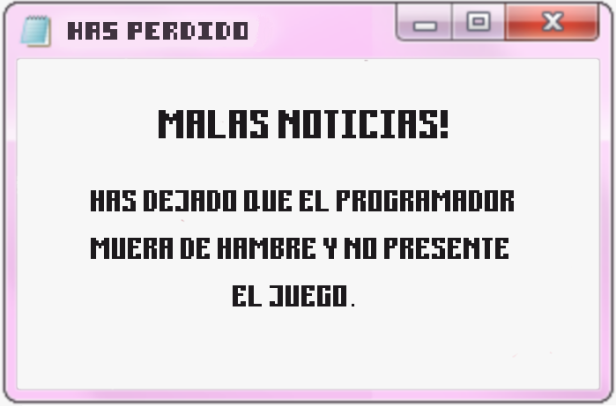 HAS PERDIDO
MALAS NOTICIAS!
HAS DEJADO QUE EL PROGRAMADOR
MUERA DE HAMBRE Y NO PRESENTE
EL JUEGO.